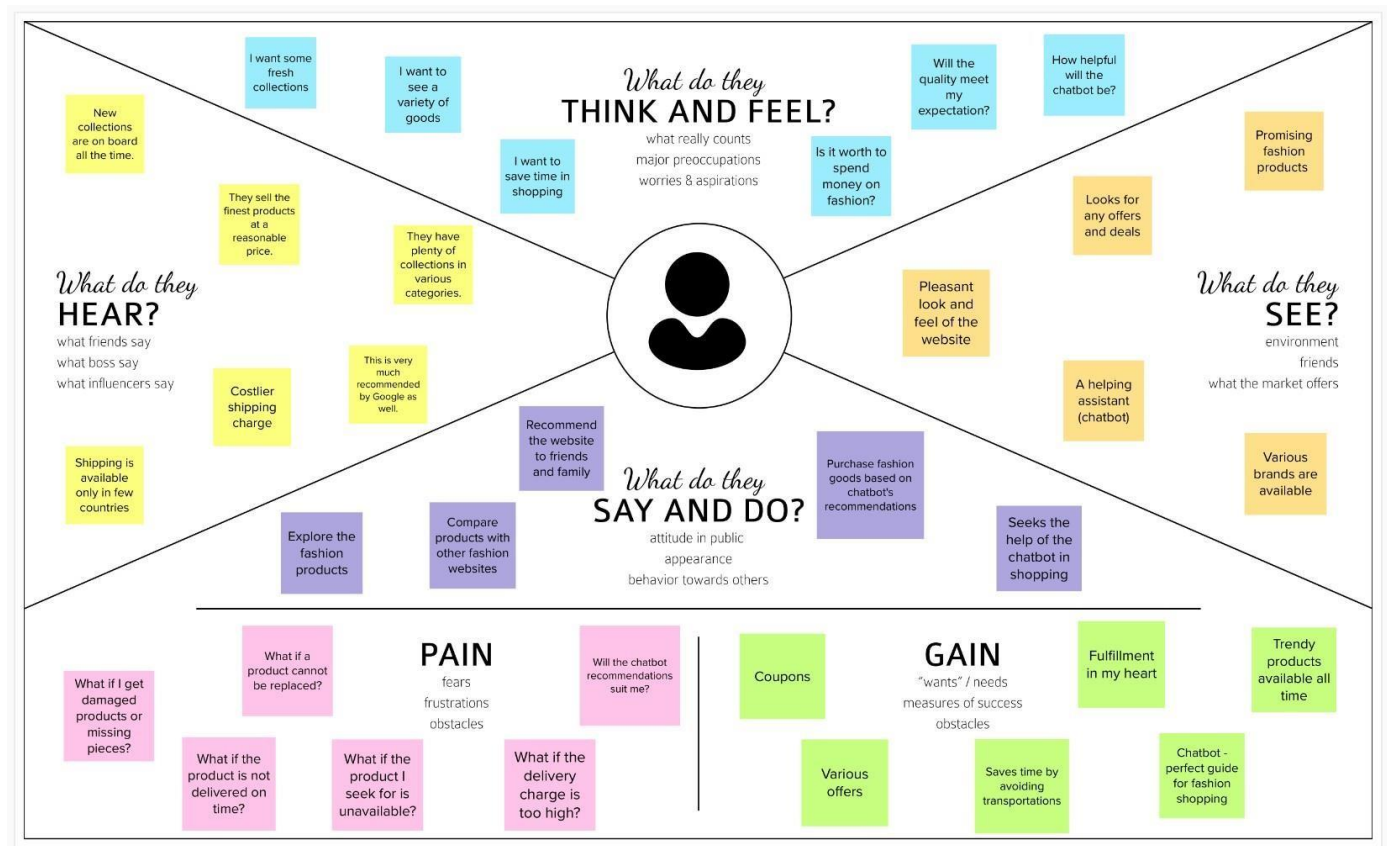 What do they
THINK AND FEEL?
what really counts
major preoccupations
worries & aspirations
I want some
fresh
collections
I want to
see a
variety of
goods
I want to
save time in
shopping
Will the
quality meet
my
expectation?
How helpful
will the
chatbot be?
Is it worth to
spend
money on
fashion?
What do they
HEAR?
what friends say
what boss say
what influencers say
New
collections
are on board
all the time.
They sell the
finest products
at a
reasonable
price.
They have
plenty of
collections in
various
categories.
This is very
much
recommended
by Google as
well.
Costlier
shipping
charge
Shipping is
available
only in few
countries
What do they
SEE?
environment
friends
what the market offers
Promising
fashion
products
Looks for
any offers
and deals
Pleasant
look and
feel of the
website
A helping
assistant
(chatbot)
Various
brands are
available
What do they
SAY AND DO?
attitude in public
appearance
behavior towards others
Recommend
the website
to friends
and family
Explore the
fashion
products
Compare
products with
other fashion
websites
Purchase fashion
goods based on
chatbot's
recommendations
Seeks the
help of the
chatbot in
shopping
PAIN
fears
frustrations
obstacles
What if I get
damaged
products or
missing
pieces?
What if a
product cannot
be replaced?
Will the chatbot
recommendations
suit me?
What if the
product is not
delivered on
time?
What if the
product I
seek for is
unavailable?
What if the
delivery
charge is
too high?
GAIN
“wants” / needs
measures of success
obstacles
Coupons
Fulfillment
in my heart
Trendy
products
available all
time
Various
offers
Saves time by
avoiding
transportations
Chatbot -
perfect guide
for fashion
shopping